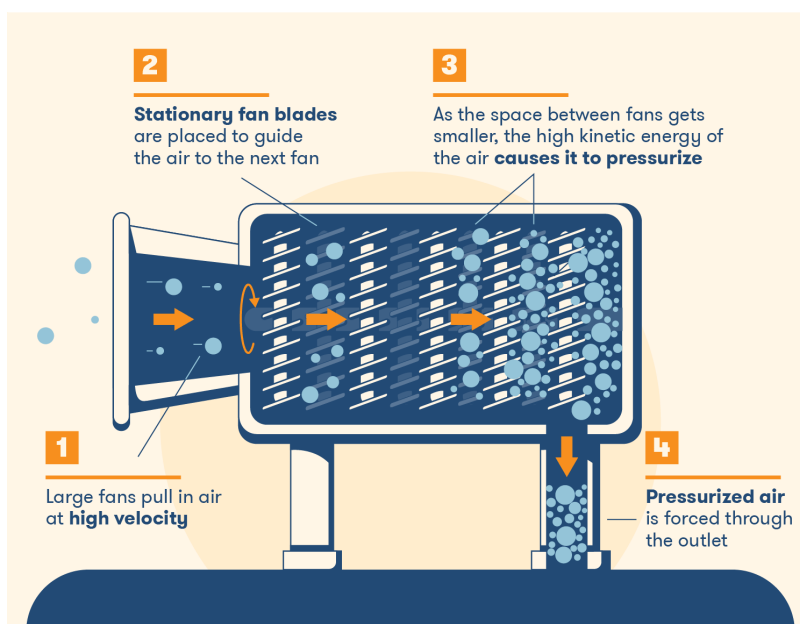 1
Large fans pull in air
at high velocity
2
Stationary fan blades
are placed to guide
the air to the next fan
3
As the space between fans gets
smaller, the high kinetic energy of
the air causes it to pressurize
4
Pressurized air
is forced through
the outlet